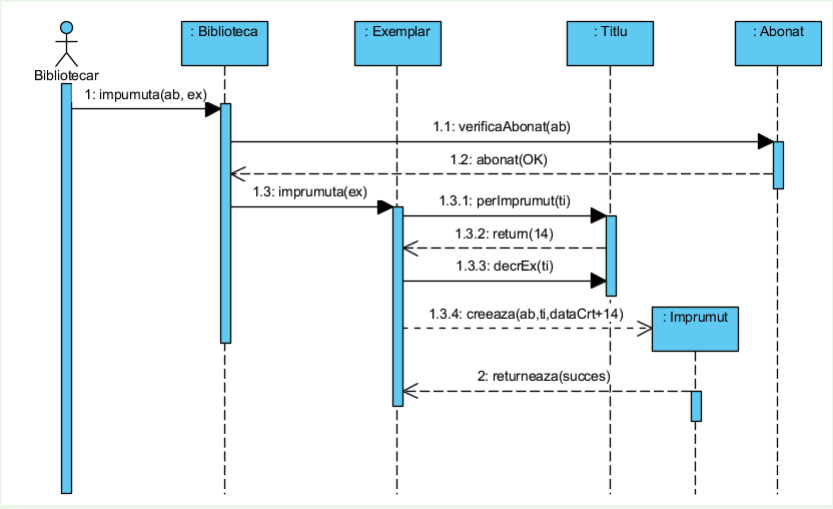 : Biblioteca
: Exemplar
: Titlu
: Abonat
Bibliotecar
1: impumuta(ab, ex)
1.1: verificaAbonat(ab)
1.2: abonat(OK)
1.3: imprumuta(ex)
1.3.1: perImprumut(ti)
1.3.2: return(14)
1.3.3: decrEx(ti)
1.3.4: creeaza(ab,ti,dataCrt+14)
: Imprumut
2: returneaza(succes)